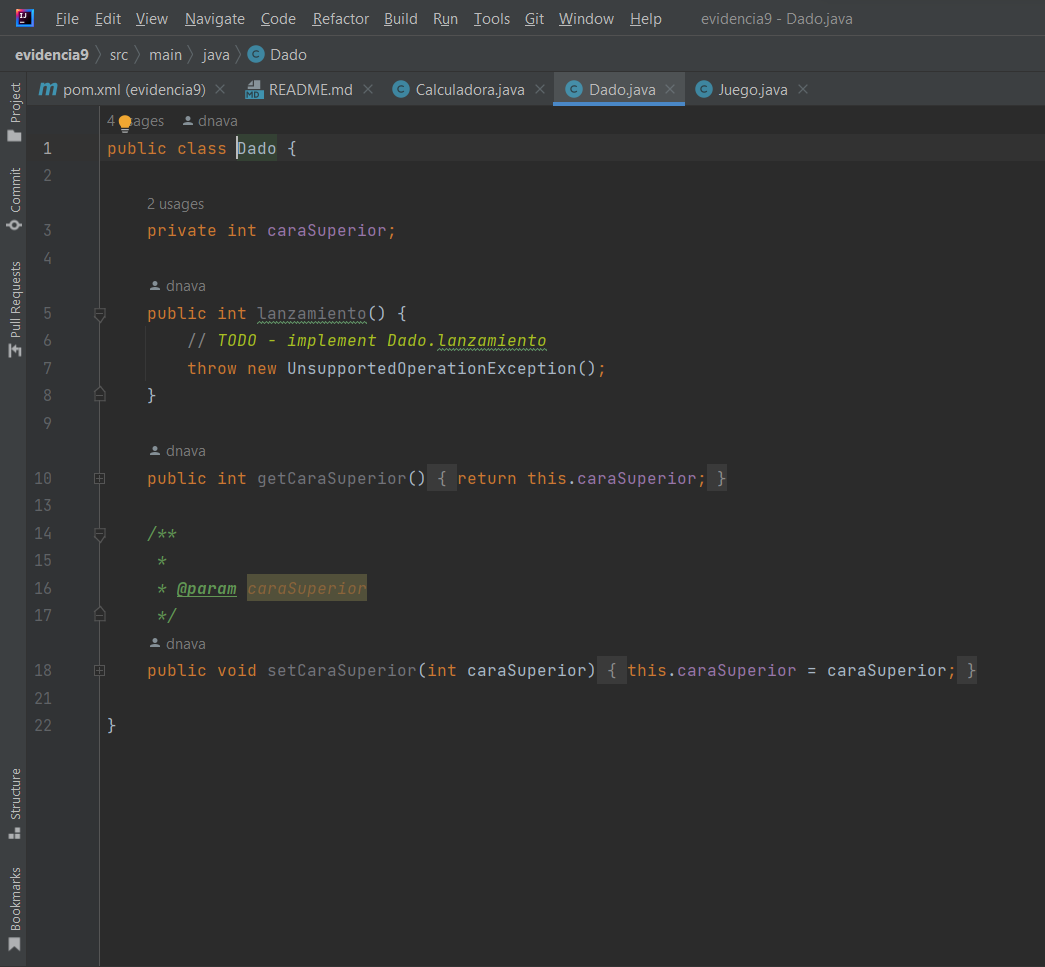 File Edit View Navigate Code Refactor Build Run Tools Git Window Help evidencia9 - Dado.java
evidencia9 src main java C Dado
m pom.xml (evidencia9) MD README.md C Calculadora.java C Dado.java C Juego.java
Project
Commit
Pull Requests
Structure
Bookmarks
4 usages dnava
1 public class Dado {
2
2 usages
3 private int caraSuperior;
4
dnava
5 public int lanzamiento() {
6 // TODO - implement Dado.lanzamiento
7 throw new UnsupportedOperationException();
8 }
9
dnava
10 public int getCaraSuperior() { return this.caraSuperior; }
13
14 /**
15 *
16 * @param caraSuperior
17 */
dnava
18 public void setCaraSuperior(int caraSuperior) { this.caraSuperior = caraSuperior; }
21
22 }